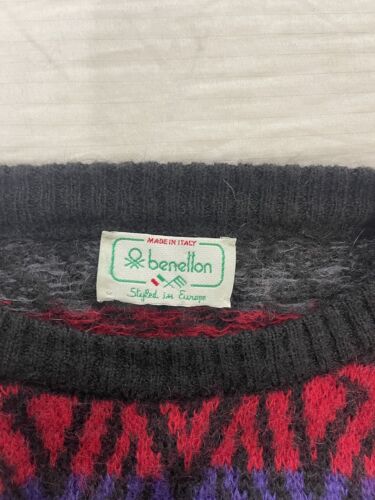 MADE IN ITALY
benetton
Styled in Europe